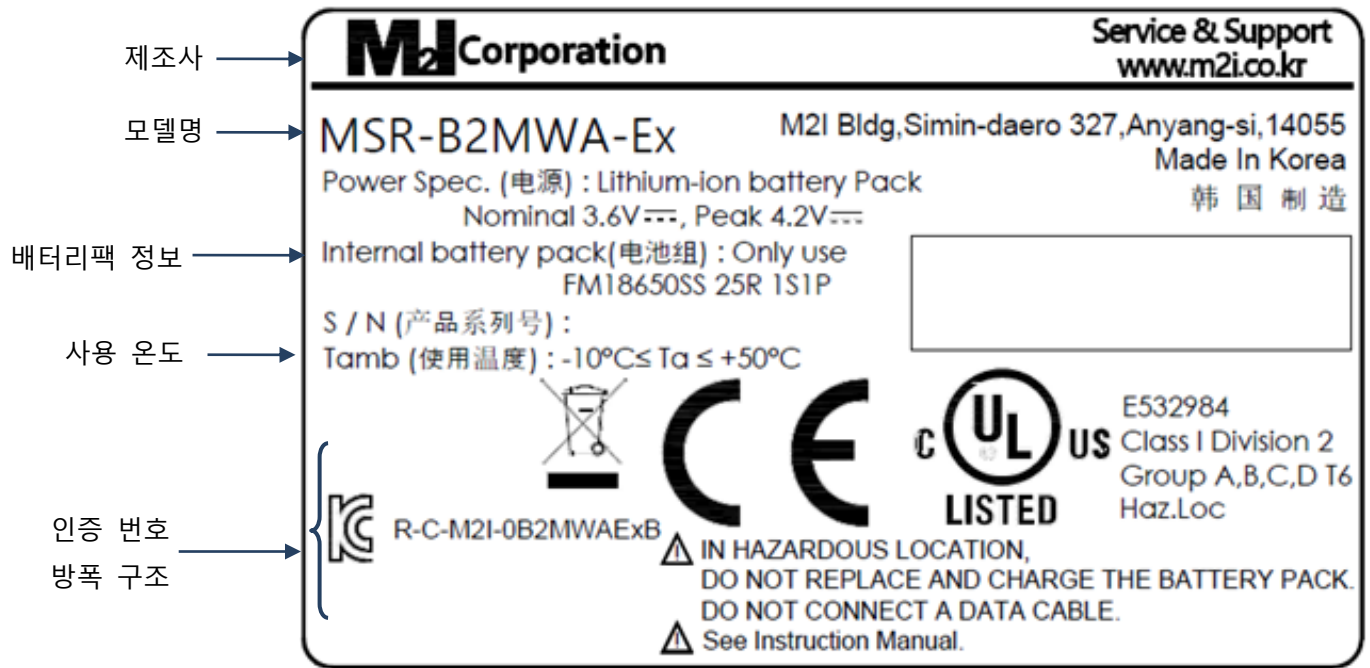 제조사
M2I Corporation
Service & Support
www.m2i.co.kr
모델명
MSR-B2MWA-Ex
M2I Bldg,Simin-daero 327,Anyang-si,14055
Made In Korea
韩国制造
Power Spec. (电源) : Lithium-ion battery Pack
Nominal 3.6V⎓, Peak 4.2V⎓
배터리팩 정보
Internal battery pack(电池组) : Only use
FM18650SS 25R 1S1P
S / N (产品系列号) :
사용 온도
Tamb (使用温度) : -10°C≤ Ta ≤ +50°C
CE
C UL US
LISTED
E532984
Class I Division 2
Group A,B,C,D T6
Haz.Loc
인증 번호
방폭 구조
R-C-M2I-0B2MWAExB
⚠ IN HAZARDOUS LOCATION,
DO NOT REPLACE AND CHARGE THE BATTERY PACK.
DO NOT CONNECT A DATA CABLE.
⚠ See Instruction Manual.